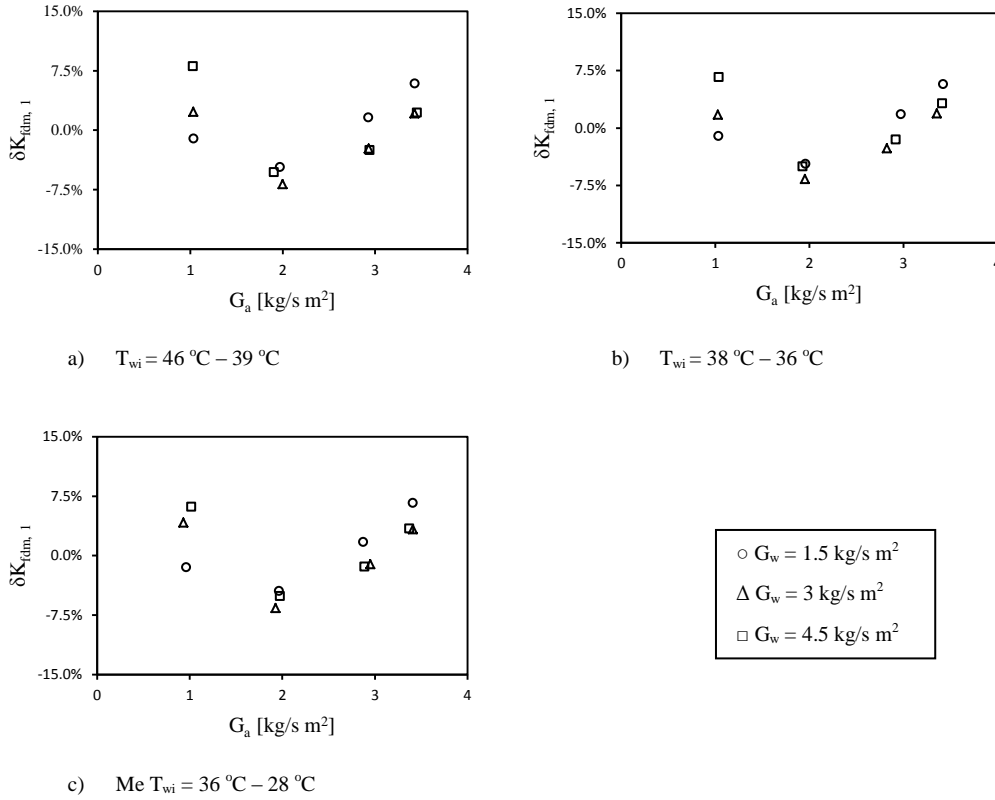 15.0%
7.5%
0.0%
-7.5%
-15.0%
δK_fdm, 1
0 1 2 3 4
G_a [kg/s m²]
a) T_wi = 46 °C – 39 °C
15.0%
7.5%
0.0%
-7.5%
-15.0%
δK_fdm, 1
0 1 2 3 4
G_a [kg/s m²]
b) T_wi = 38 °C – 36 °C
15.0%
7.5%
0.0%
-7.5%
-15.0%
δK_fdm, 1
0 1 2 3 4
G_a [kg/s m²]
c) Me T_wi = 36 °C – 28 °C
○ G_w = 1.5 kg/s m²
Δ G_w = 3 kg/s m²
□ G_w = 4.5 kg/s m²